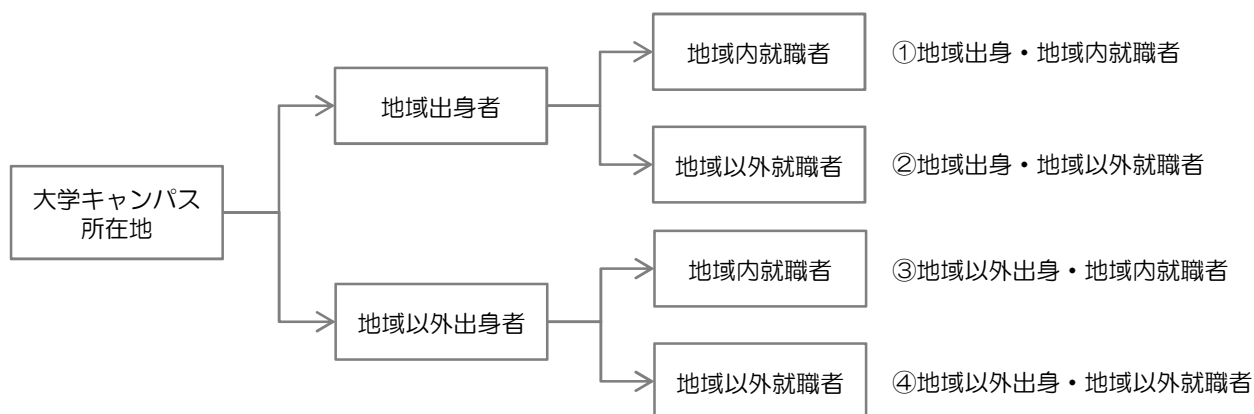 大学キャンパス
所在地
地域出身者
地域以外出身者
地域内就職者
地域以外就職者
地域内就職者
地域以外就職者
①地域出身・地域内就職者
②地域出身・地域以外就職者
③地域以外出身・地域内就職者
④地域以外出身・地域以外就職者